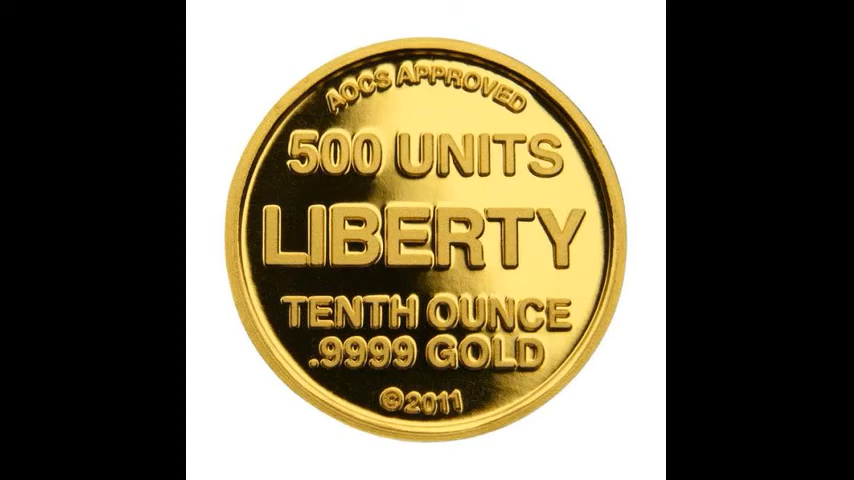 AOCS APPROVED
500 UNITS
LIBERTY
TENTH OUNCE
.9999 GOLD
©2011